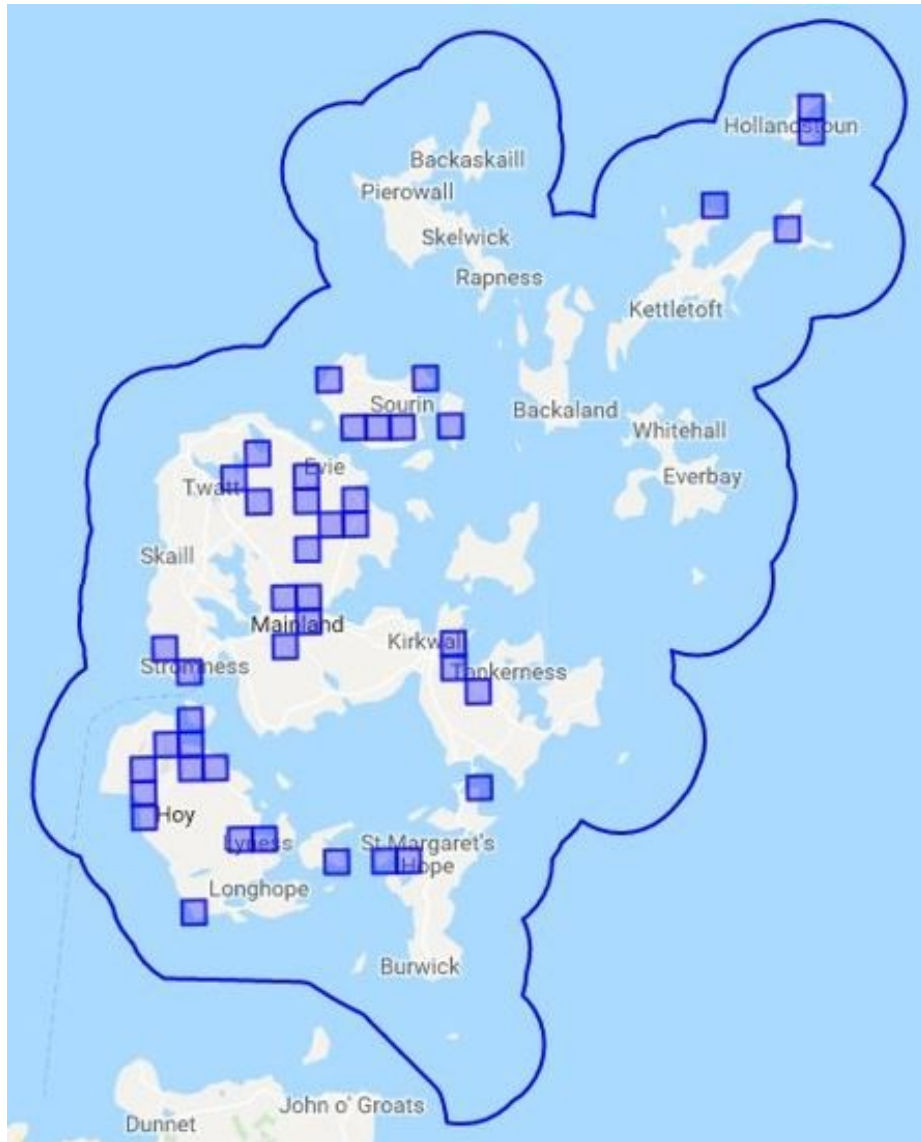 Hollandstoun
Backaskaill
Pierowall
Skelwick
Rapness
Kettletoft
Sourin
Backaland
Whitehall
Evie
Everbay
Twatt
Skaill
Mainland
Kirkwall
Stromness
Tankerness
Hoy
Lyness
St Margaret's
Hope
Longhope
Burwick
John o' Groats
Dunnet